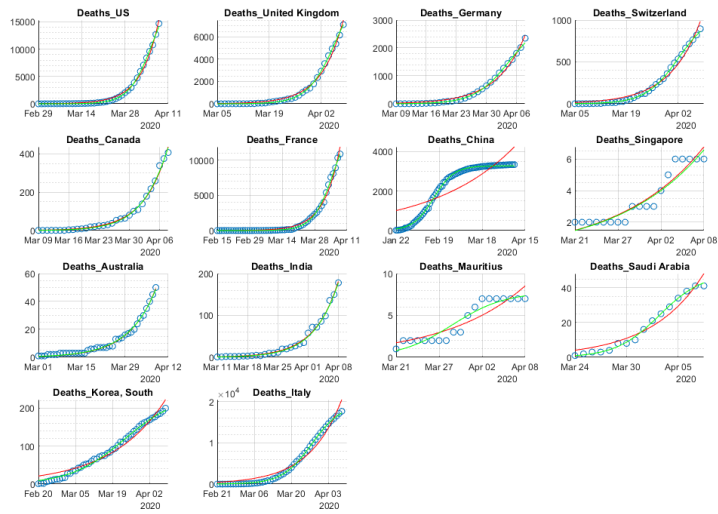 Deaths_US
15000
10000
5000
0
Feb 29 Mar 14 Mar 28 Apr 11
2020
Deaths_United Kingdom
6000
4000
2000
0
Mar 05 Mar 19 Apr 02
2020
Deaths_Germany
3000
2000
1000
0
Mar 09 Mar 16 Mar 23 Mar 30 Apr 06
2020
Deaths_Switzerland
1000
500
0
Mar 05 Mar 19 Apr 02
2020
Deaths_Canada
400
200
0
Mar 09 Mar 16 Mar 23 Mar 30 Apr 06
2020
Deaths_France
10000
5000
0
Feb 15 Feb 29 Mar 14 Mar 28 Apr 11
2020
Deaths_China
4000
2000
0
Jan 22 Feb 19 Mar 18 Apr 15
2020
Deaths_Singapore
6
4
2
Mar 21 Mar 27 Apr 02 Apr 08
2020
Deaths_Australia
60
40
20
0
Mar 01 Mar 15 Mar 29 Apr 12
2020
Deaths_India
200
100
0
Mar 11 Mar 18 Mar 25 Apr 01 Apr 08
2020
Deaths_Mauritius
10
5
0
Mar 21 Mar 27 Apr 02 Apr 08
2020
Deaths_Saudi Arabia
40
20
0
Mar 24 Mar 30 Apr 05
2020
Deaths_Korea, South
200
100
0
Feb 20 Mar 05 Mar 19 Apr 02
2020
Deaths_Italy
× 10^4
2
1
0
Feb 21 Mar 06 Mar 20 Apr 03
2020